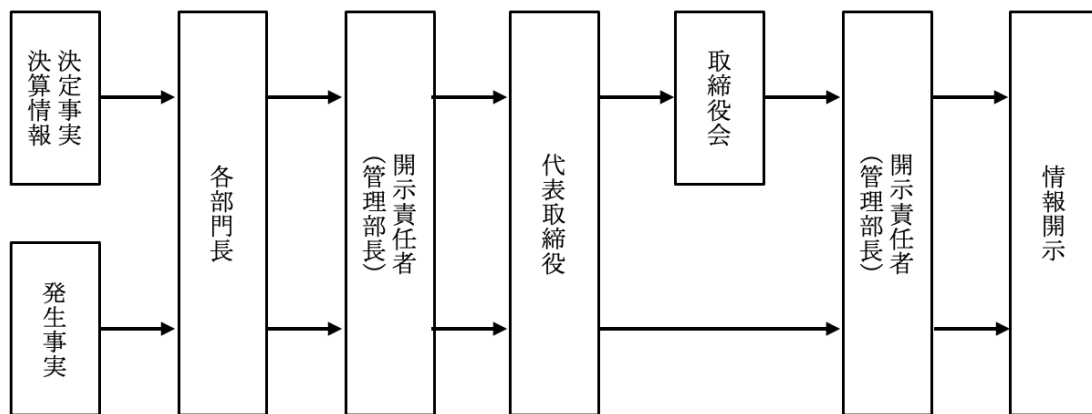 決定事実
決算情報
発生事実
各部門長
開示責任者
(管理部長)
代表取締役
取締役会
開示責任者
(管理部長)
情報開示